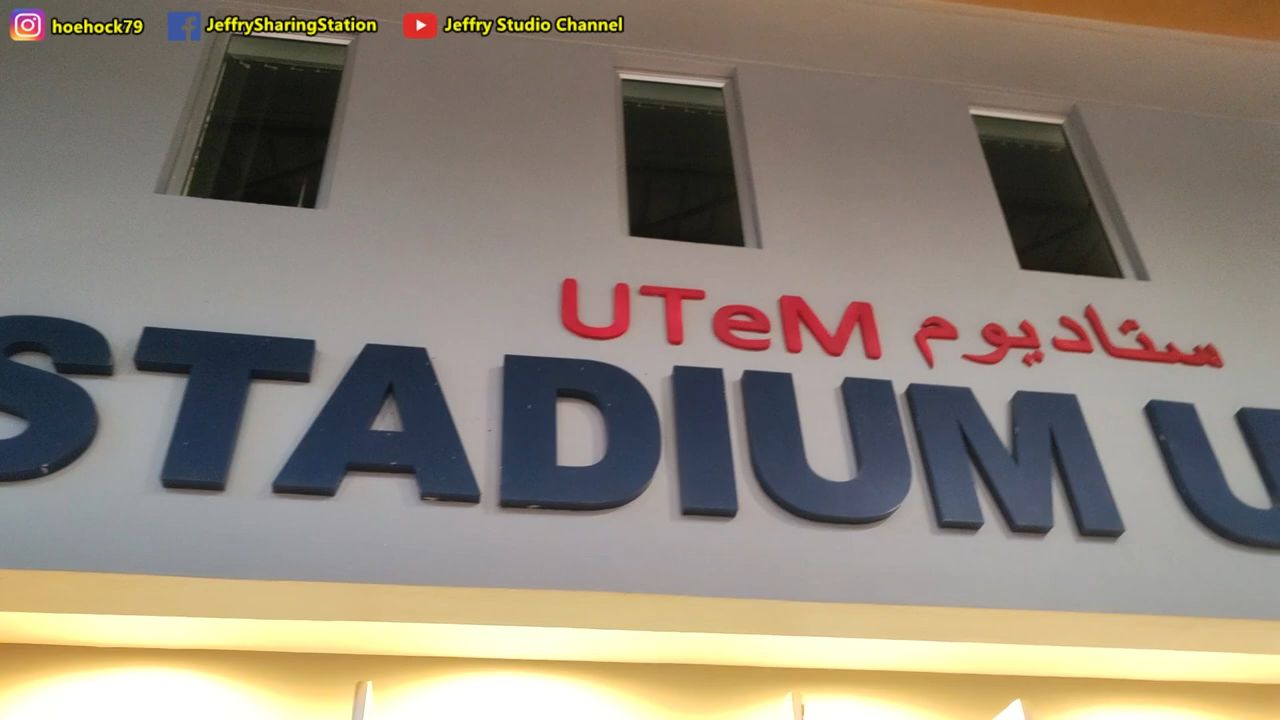 hoehock79 JeffrySharingStation Jeffry Studio Channel
UTeM ستاديوم
STADIUM U